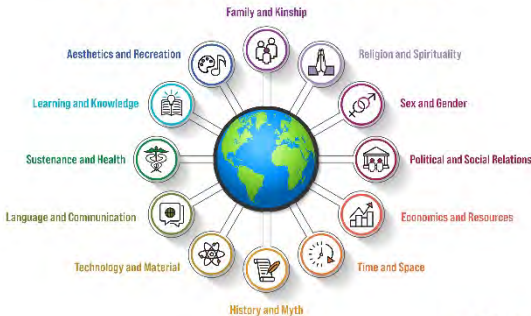 Family and Kinship
Aesthetics and Recreation
Religion and Spirituality
Learning and Knowledge
Sex and Gender
Sustenance and Health
Political and Social Relations
Language and Communication
Economics and Resources
Technology and Material
Time and Space
History and Myth